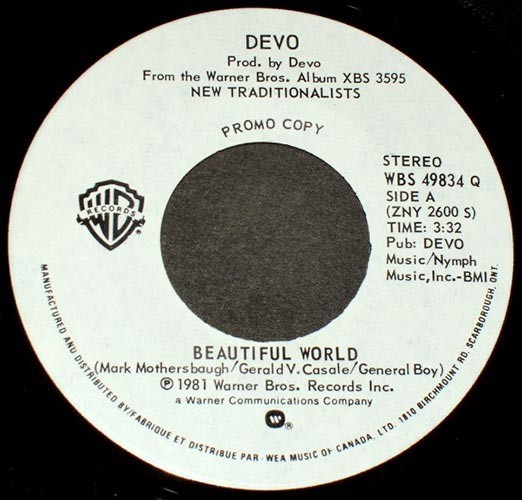 DEVO
Prod. by Devo
From the Warner Bros. Album XBS 3595
NEW TRADITIONALISTS
PROMO COPY
STEREO
WBS 49834 Q
SIDE A
(ZNY 2600 S)
TIME: 3:32
Pub: DEVO
Music/Nymph
Music,Inc.-BMI
WB
RECORDS
®
BEAUTIFUL WORLD
(Mark Mothersbaugh/Gerald V. Casale/General Boy)
℗ 1981 Warner Bros. Records Inc.
a Warner Communications Company
W ®
MANUFACTURED AND DISTRIBUTED BY/FABRIQUE ET DISTRIBUE PAR-WEA MUSIC OF CANADA, LTD. 1810 BIRCHMOUNT RD. SCARBOROUGH, ONT.